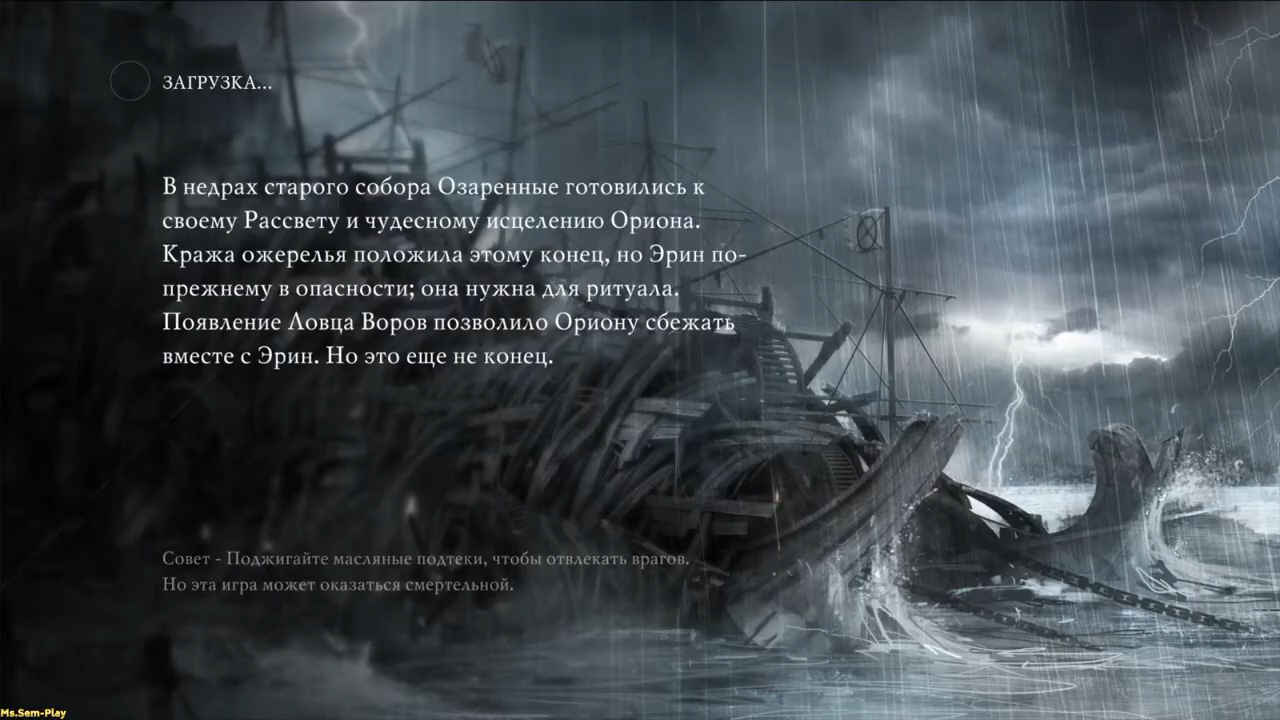 ЗАГРУЗКА...
В недрах старого собора Озаренные готовились к
своему Рассвету и чудесному исцелению Ориона.
Кража ожерелья положила этому конец, но Эрин по-
прежнему в опасности; она нужна для ритуала.
Появление Ловца Воров позволило Ориону сбежать
вместе с Эрин. Но это еще не конец.
Совет - Поджигайте масляные подтеки, чтобы отвлекать врагов.
Но эта игра может оказаться смертельной.
Ms.Sem-Play